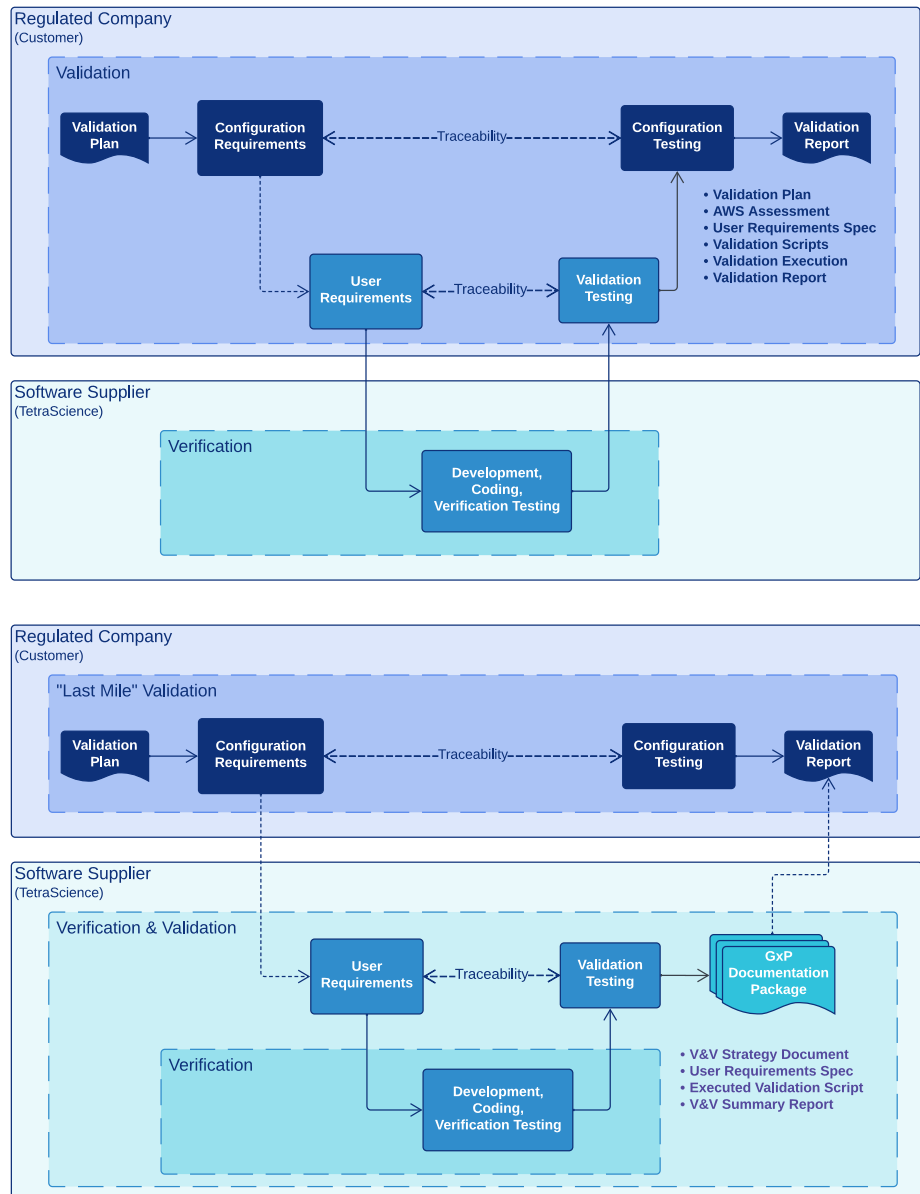 Regulated Company
(Customer)
Validation
Validation
Plan
Configuration
Requirements
Traceability
Configuration
Testing
Validation
Report
• Validation Plan
• AWS Assessment
• User Requirements Spec
• Validation Scripts
• Validation Execution
• Validation Report
User
Requirements
Traceability
Validation
Testing
Software Supplier
(TetraScience)
Verification
Development,
Coding,
Verification Testing
Regulated Company
(Customer)
"Last Mile" Validation
Validation
Plan
Configuration
Requirements
Traceability
Configuration
Testing
Validation
Report
Software Supplier
(TetraScience)
Verification & Validation
User
Requirements
Traceability
Validation
Testing
GxP
Documentation
Package
• V&V Strategy Document
• User Requirements Spec
• Executed Validation Script
• V&V Summary Report
Verification
Development,
Coding,
Verification Testing